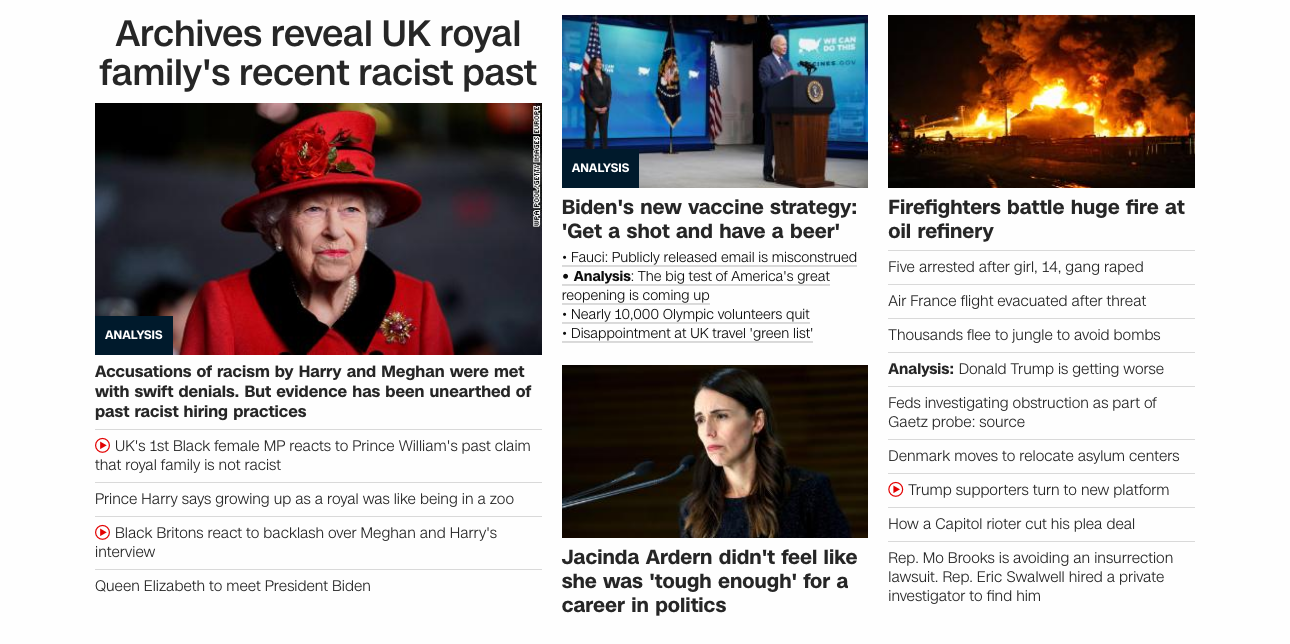 Archives reveal UK royal
family's recent racist past
WPA POOL/GETTY IMAGES EUROPE
ANALYSIS
Accusations of racism by Harry and Meghan were met
with swift denials. But evidence has been unearthed of
past racist hiring practices
UK's 1st Black female MP reacts to Prince William's past claim
that royal family is not racist
Prince Harry says growing up as a royal was like being in a zoo
Black Britons react to backlash over Meghan and Harry's
interview
Queen Elizabeth to meet President Biden
WE CAN
DO THIS
ANALYSIS
Biden's new vaccine strategy:
'Get a shot and have a beer'
• Fauci: Publicly released email is misconstrued
• Analysis: The big test of America's great
reopening is coming up
• Nearly 10,000 Olympic volunteers quit
• Disappointment at UK travel 'green list'
Jacinda Ardern didn't feel like
she was 'tough enough' for a
career in politics
Firefighters battle huge fire at
oil refinery
Five arrested after girl, 14, gang raped
Air France flight evacuated after threat
Thousands flee to jungle to avoid bombs
Analysis: Donald Trump is getting worse
Feds investigating obstruction as part of
Gaetz probe: source
Denmark moves to relocate asylum centers
Trump supporters turn to new platform
How a Capitol rioter cut his plea deal
Rep. Mo Brooks is avoiding an insurrection
lawsuit. Rep. Eric Swalwell hired a private
investigator to find him